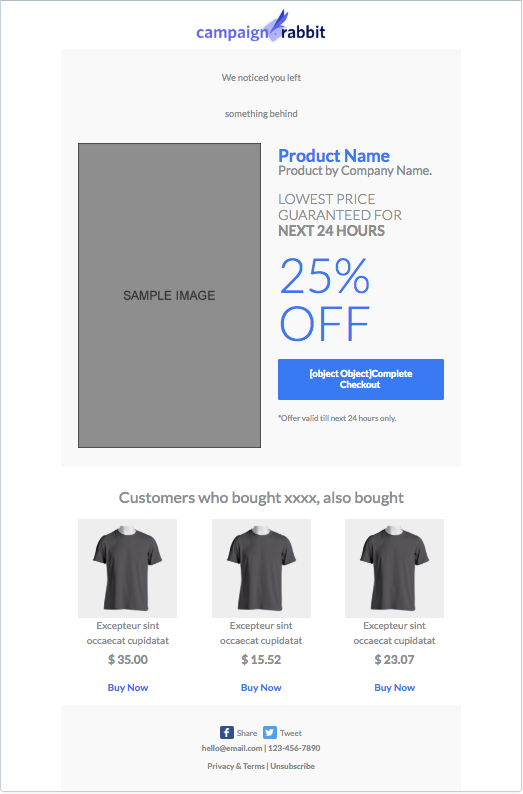 campaign rabbit
We noticed you left
something behind
SAMPLE IMAGE
Product Name
Product by Company Name.
LOWEST PRICE
GUARANTEED FOR
NEXT 24 HOURS
25%
OFF
[object Object]Complete
Checkout
*Offer valid till next 24 hours only.
Customers who bought xxxx, also bought
Excepteur sint
occaecat cupidatat
$ 35.00
Buy Now
Excepteur sint
occaecat cupidatat
$ 15.52
Buy Now
Excepteur sint
occaecat cupidatat
$ 23.07
Buy Now
Share Tweet
hello@email.com | 123-456-7890
Privacy & Terms | Unsubscribe